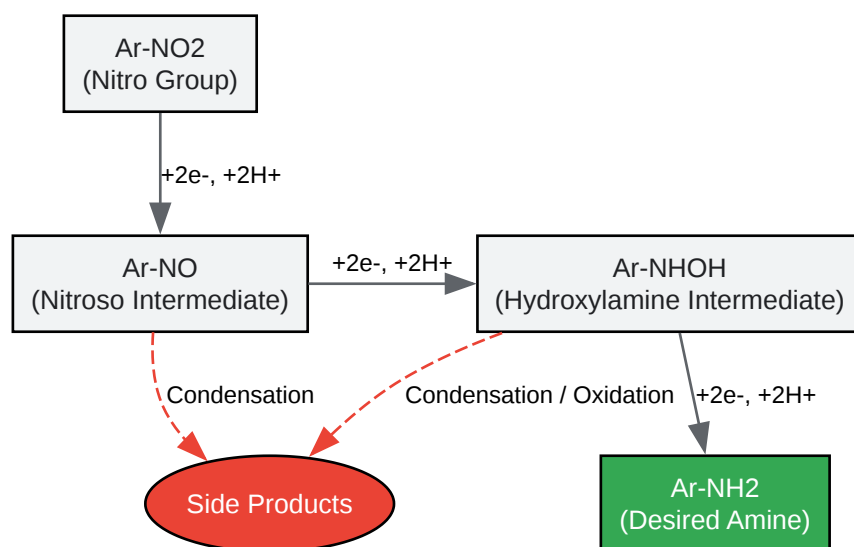 Ar-NO2
(Nitro Group)
+2e-, +2H+
Ar-NO
(Nitroso Intermediate)
+2e-, +2H+
Ar-NHOH
(Hydroxylamine Intermediate)
Condensation
Condensation / Oxidation
+2e-, +2H+
Side Products
Ar-NH2
(Desired Amine)